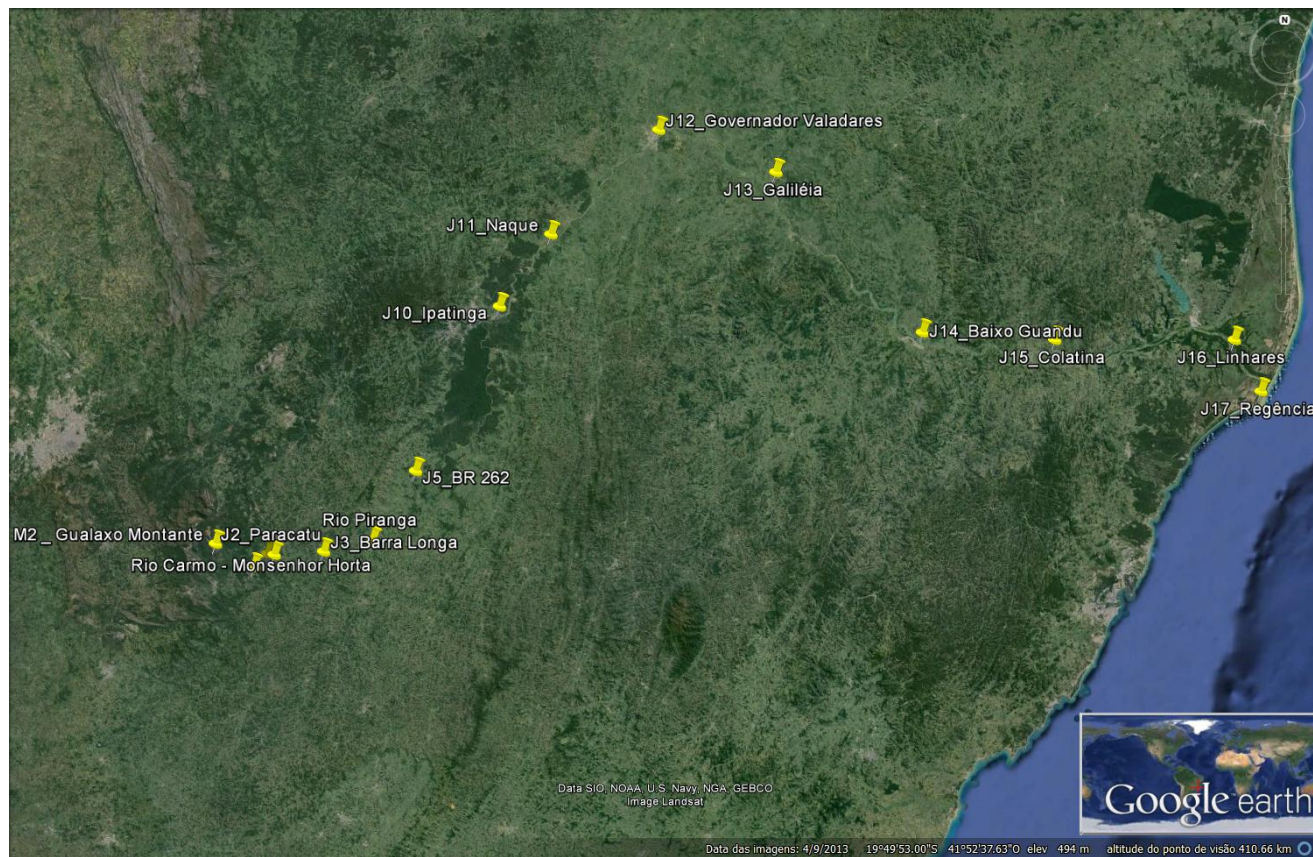 N
J12_Governador Valadares
J13_Galiléia
J11_Naque
J10_Ipatinga
J14_Baixo Guandu
J15_Colatina
J16_Linhares
J17_Regência
J5_BR 262
Rio Piranga
M2 _ Gualaxo Montante
J2_Paracatu
J3_Barra Longa
Rio Carmo - Monsenhor Horta
Data SIO, NOAA, U.S. Navy, NGA, GEBCO
Image Landsat
Google earth
Data das imagens: 4/9/2013 19°49'53.00"S 41°52'37.63"O elev 494 m altitude do ponto de visão 410.66 km